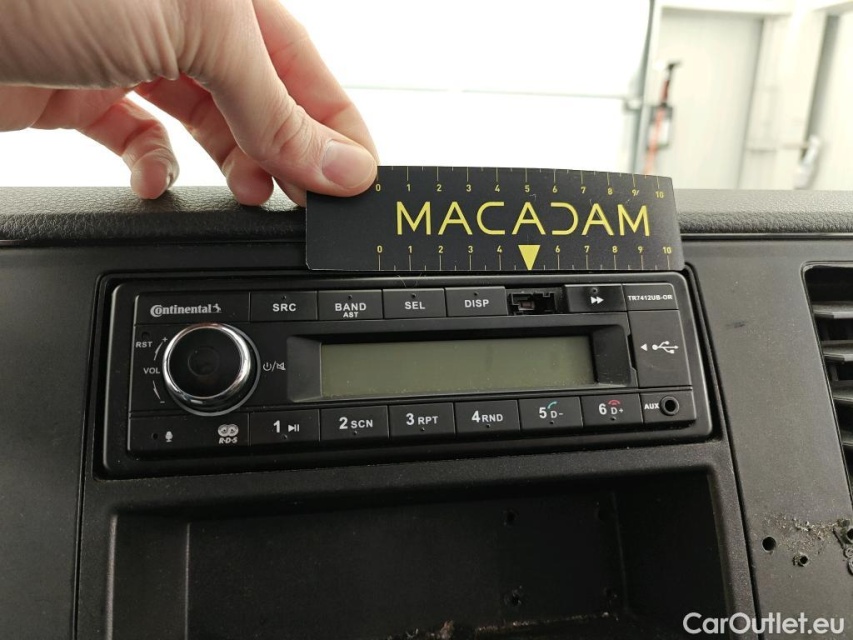 0 1 2 3 4 5 6 7 8 9 10
MACADAM
0 1 2 3 4 6 7 8 9 10
Continental
SRC
BAND
AST
SEL
DISP
TR7412UB-OR
RST
VOL
R·D·S
1
2 SCN
3 RPT
4 RND
5 D-
6 D+
AUX
CarOutlet.eu